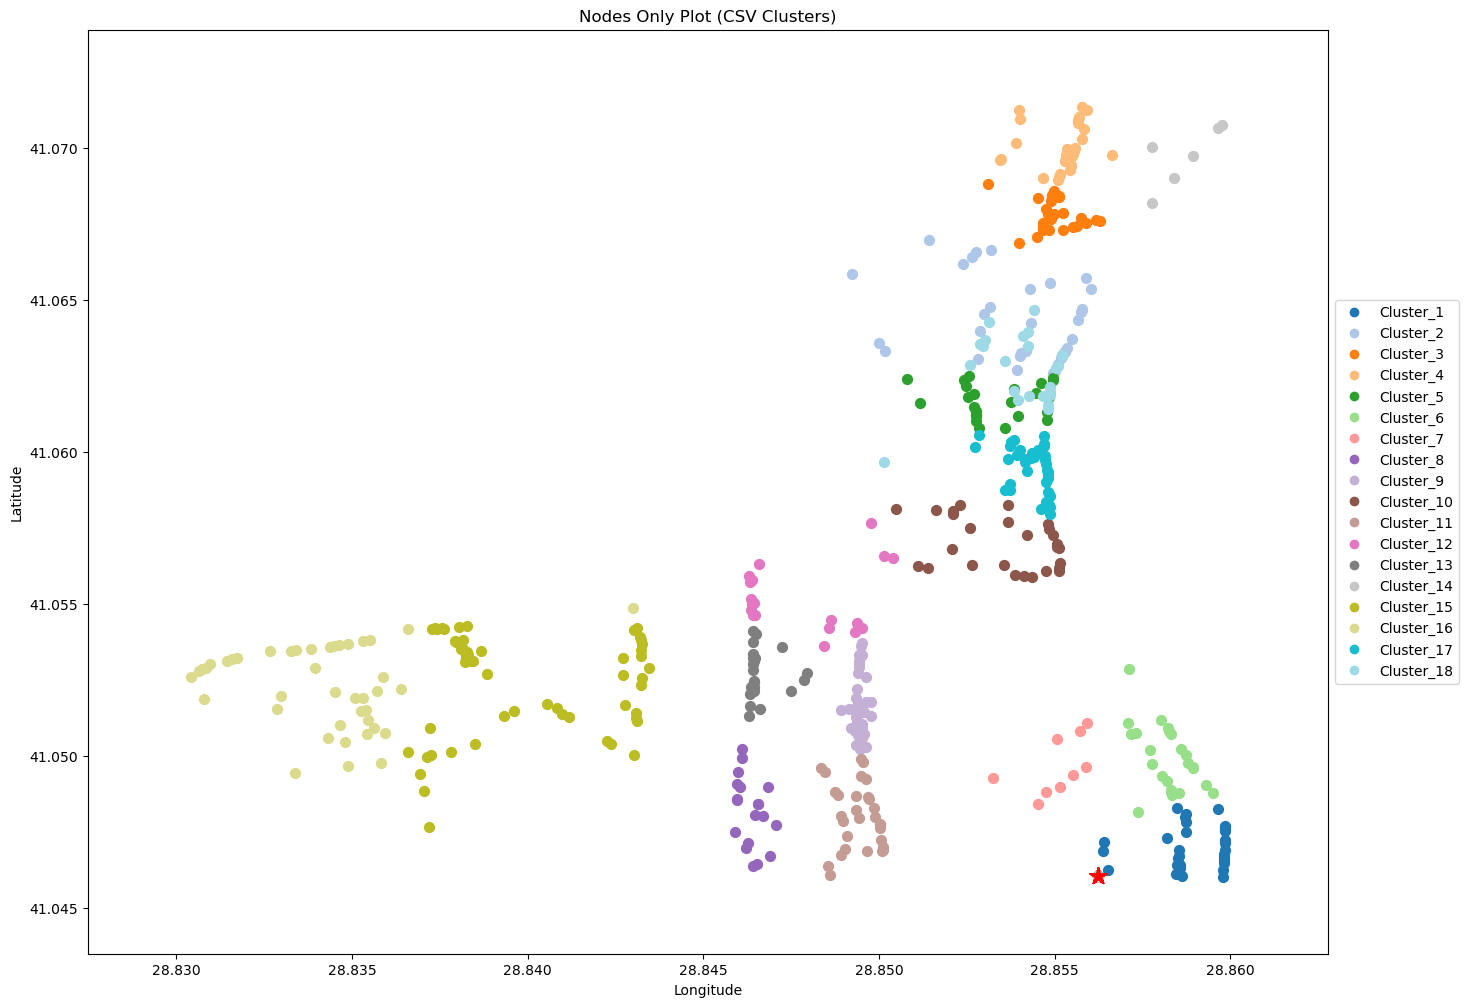 Nodes Only Plot (CSV Clusters)
Latitude
41.070
41.065
41.060
41.055
41.050
41.045
28.830
28.835
28.840
28.845
28.850
28.855
28.860
Longitude
Cluster_1
Cluster_2
Cluster_3
Cluster_4
Cluster_5
Cluster_6
Cluster_7
Cluster_8
Cluster_9
Cluster_10
Cluster_11
Cluster_12
Cluster_13
Cluster_14
Cluster_15
Cluster_16
Cluster_17
Cluster_18